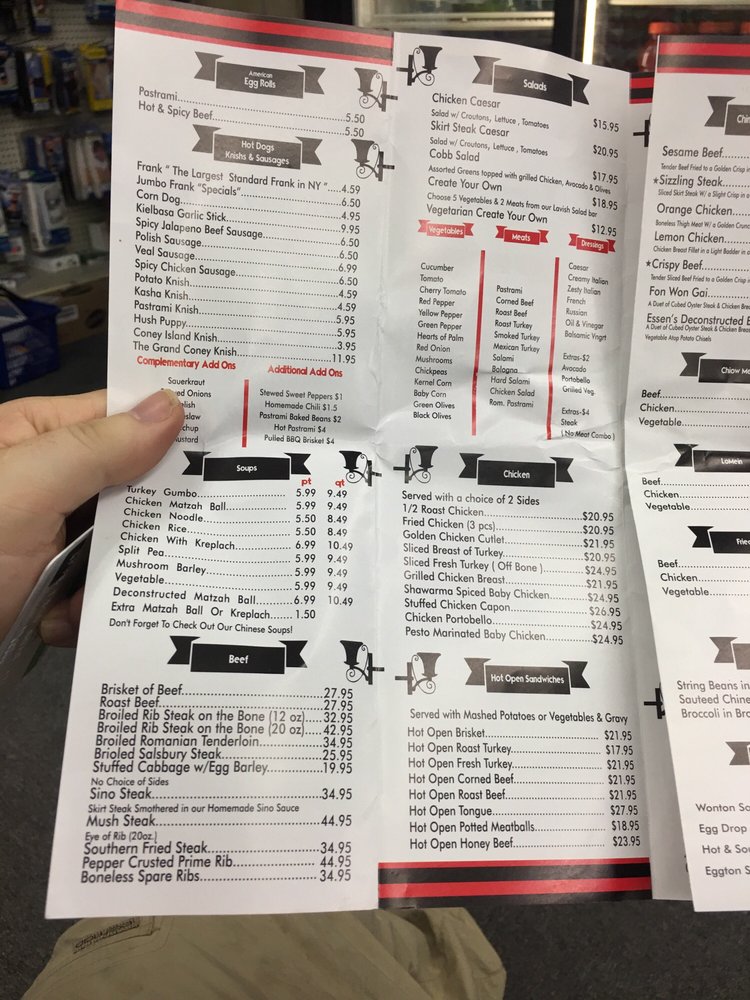 American
Egg Rolls
Pastrami 5.50
Hot & Spicy Beef 5.50
Hot Dogs
Knishs & Sausages
Frank " The Largest Standard Frank in NY " 4.59
Jumbo Frank "Specials" 6.50
Corn Dog 4.95
Kielbasa Garlic Stick 9.95
Spicy Jalapeno Beef Sausage 6.50
Polish Sausage 6.50
Veal Sausage 6.99
Spicy Chicken Sausage 6.50
Potato Knish 4.59
Kasha Knish 4.59
Pastrami Knish 5.95
Hush Puppy 5.95
Coney Island Knish 3.95
The Grand Coney Knish 11.95
Complementary Add Ons
Sauerkraut
Onions
Additional Add Ons
Stewed Sweet Peppers $1
Homemade Chili $1.5
Pastrami Baked Beans $2
Hot Pastrami $4
Pulled BBQ Brisket $4
Soups
pt qt
Turkey Gumbo 5.99 9.49
Chicken Matzah Ball 5.99 9.49
Chicken Noodle 5.50 8.49
Chicken Rice 5.50 8.49
Chicken With Kreplach 6.99 10.49
Split Pea 5.99 9.49
Mushroom Barley 5.99 9.49
Vegetable 5.99 9.49
Deconstructed Matzah Ball 6.99 10.49
Extra Matzah Ball Or Kreplach 1.50
Don't Forget To Check Out Our Chinese Soups!
Beef
Brisket of Beef 27.95
Roast Beef 27.95
Broiled Rib Steak on the Bone (12 oz) 32.95
Broiled Rib Steak on the Bone (20 oz) 42.95
Broiled Romanian Tenderloin 34.95
Brioled Salsbury Steak 25.95
Stuffed Cabbage w/Egg Barley 19.95
No Choice of Sides
Sino Steak 34.95
Skirt Steak Smothered in our Homemade Sino Sauce
Mush Steak 44.95
Eye of Rib (20oz.)
Southern Fried Steak 34.95
Pepper Crusted Prime Rib 44.95
Boneless Spare Ribs 34.95
Salads
Chicken Caesar $15.95
Salad w/ Croutons, Lettuce , Tomatoes
Skirt Steak Caesar $20.95
Salad w/ Croutons, Lettuce , Tomatoes
Cobb Salad $17.95
Assorted Greens topped with grilled Chicken, Avocado & Olives
Create Your Own $18.95
Choose 5 Vegetables & 2 Meats from our Lavish Salad bar
Vegetarian Create Your Own $12.95
Vegetables
Cucumber
Tomato
Cherry Tomato
Red Pepper
Yellow Pepper
Green Pepper
Hearts of Palm
Red Onion
Mushrooms
Chickpeas
Kernel Corn
Baby Corn
Green Olives
Black Olives
Meats
Pastrami
Corned Beef
Roast Beef
Roast Turkey
Smoked Turkey
Mexican Turkey
Salami
Bologna
Hard Salami
Chicken Salad
Rom. Pastrami
Dressings
Caesar
Creamy Italian
Zesty Italian
French
Russian
Oil & Vinegar
Balsamic Vngrt
Extras-$2
Avocado
Portobello
Grilled Veg.
Extras-$4
Steak
( No Meat Combo )
Chicken
Served with a choice of 2 Sides
1/2 Roast Chicken $20.95
Fried Chicken (3 pcs) $20.95
Golden Chicken Cutlet $21.95
Sliced Breast of Turkey $20.95
Sliced Fresh Turkey ( Off Bone ) $24.95
Grilled Chicken Breast $21.95
Shawarma Spiced Baby Chicken $24.95
Stuffed Chicken Capon $26.95
Chicken Portobello $24.95
Pesto Marinated Baby Chicken $24.95
Hot Open Sandwiches
Served with Mashed Potatoes or Vegetables & Gravy
Hot Open Brisket $21.95
Hot Open Roast Turkey $17.95
Hot Open Fresh Turkey $21.95
Hot Open Corned Beef $21.95
Hot Open Roast Beef $21.95
Hot Open Tongue $27.95
Hot Open Potted Meatballs $18.95
Hot Open Honey Beef $23.95
Sesame Beef
Tender Beef Fried to a Golden Crisp in
★Sizzling Steak
Sliced Skirt Steak W/ a Slight Crisp in a
Orange Chicken
Boneless Thigh Meat W/ a Golden Crunc
Lemon Chicken
Chicken Breast Fillet in a Light Badder in a
★Crispy Beef
Tender Sliced Beef Fried to a Golden Crisp
Fon Won Gai
A Duet of Cubed Oyster Steak & Chicken Brea
Essen's Deconstructed E
A Duet of Cubed Oyster Steak & Chicken Breas
Vegetable Atop Potato Chisels
Chow Me
Beef
Chicken
Vegetable
LoMein
Beef
Chicken
Vegetable
Fried
Beef
Chicken
Vegetable
String Beans in
Sauteed Chine
Broccoli in Bro
Wonton So
Egg Drop
Hot & So
Eggton S